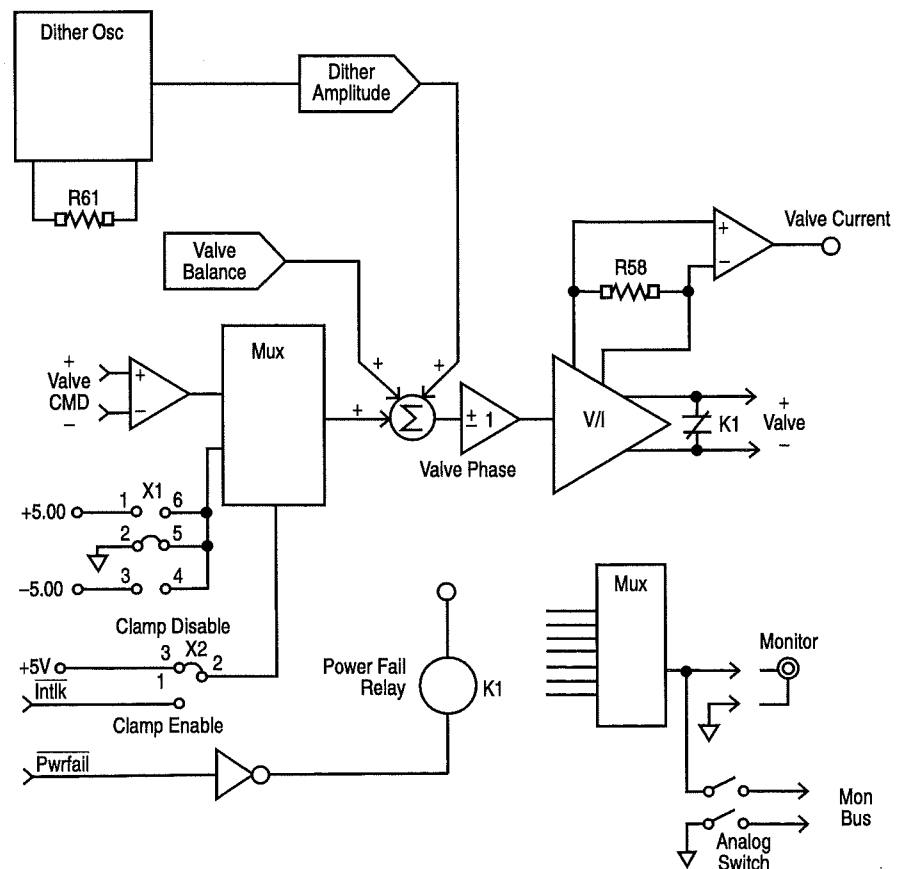 Dither Osc
Dither
Amplitude
R61
Valve
Balance
Valve Current
+
−
R58
Mux
+
Valve
CMD
−
+
−
+
+
+
Σ
± 1
Valve Phase
V/I
K1
+
Valve
−
X1
+5.00
1
6
2
5
−5.00
3
4
Clamp Disable
X2
+5V
3
2
Intlk
1
Clamp Enable
Power Fail
Relay
K1
Pwrfail
Mux
Monitor
Mon
Bus
Analog
Switch